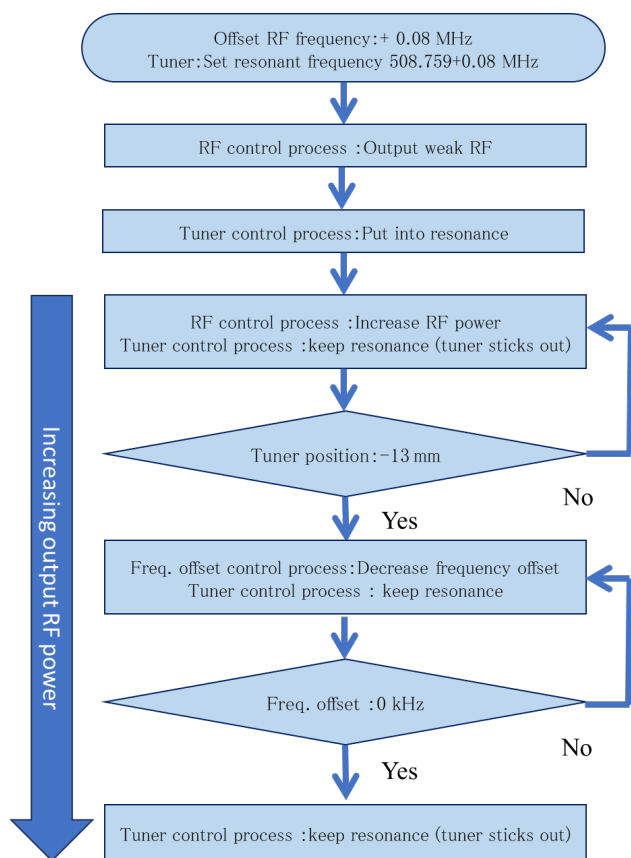 Offset RF frequency:+ 0.08 MHz
Tuner:Set resonant frequency 508.759+0.08 MHz
RF control process :Output weak RF
Tuner control process:Put into resonance
RF control process :Increase RF power
Tuner control process :keep resonance (tuner sticks out)
Tuner position:−13 mm
No
Yes
Freq. offset control process:Decrease frequency offset
Tuner control process : keep resonance
Freq. offset :0 kHz
No
Yes
Tuner control process :keep resonance (tuner sticks out)
Increasing output RF
power